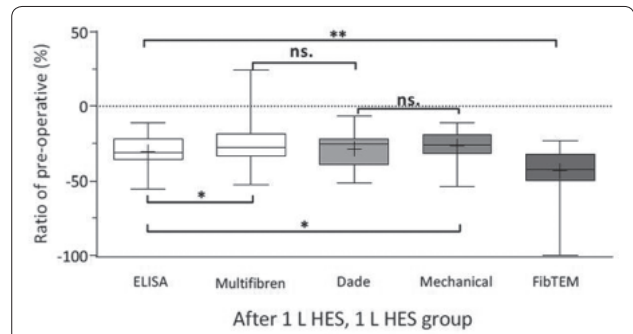 50
**
ns.
0
ns.
Ratio of pre-operative (%)
-50
*
*
-100
ELISA Multifibren Dade Mechanical FibTEM
After 1 L HES, 1 L HES group